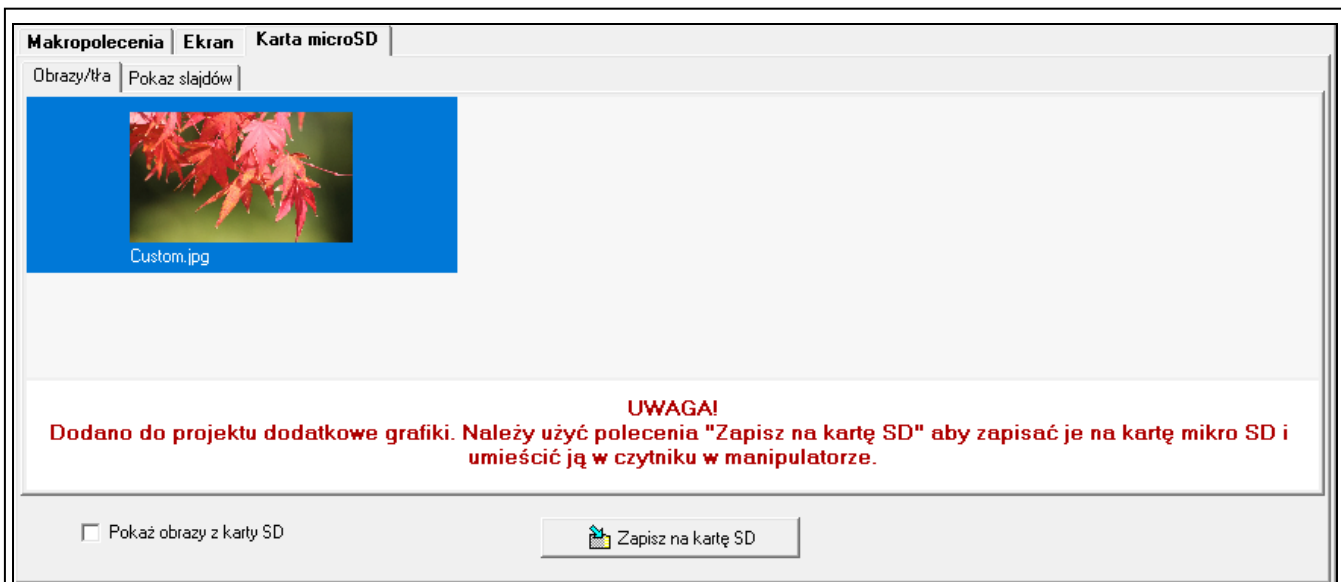 Makropolecenia Ekran Karta microSD
Obrazy/tła Pokaz slajdów
Custom.jpg
UWAGA!
Dodano do projektu dodatkowe grafiki. Należy użyć polecenia "Zapisz na kartę SD" aby zapisać je na kartę mikro SD i
umieścić ją w czytniku w manipulatorze.
Pokaż obrazy z karty SD Zapisz na kartę SD